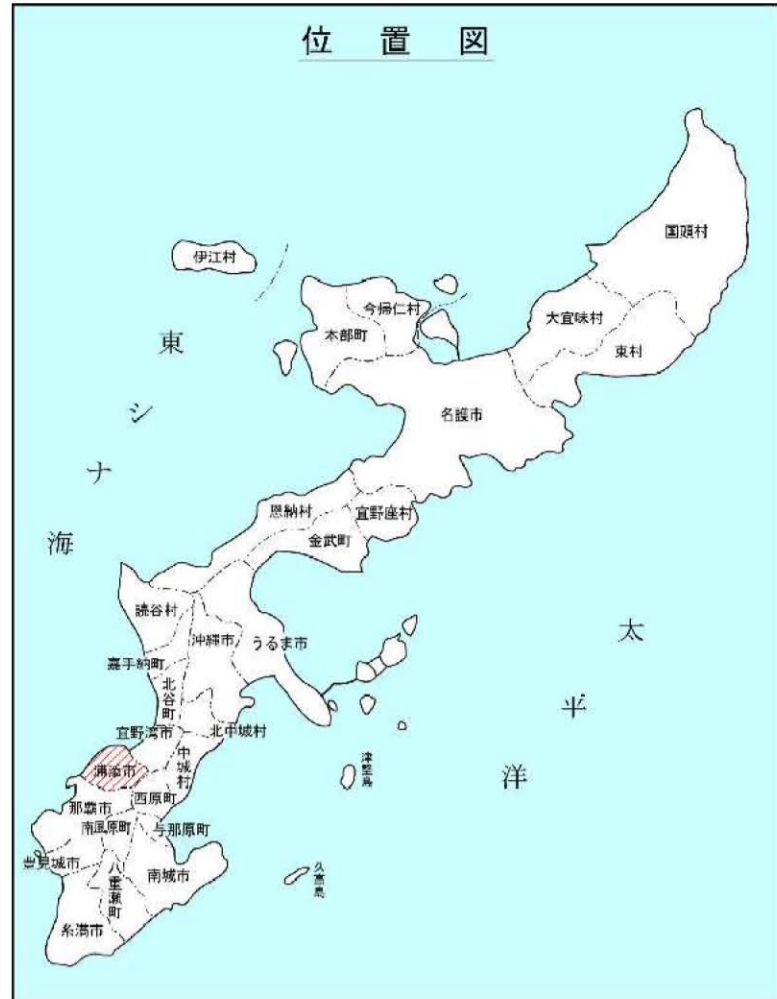 位置図
国頭村
伊江村
今帰仁村
大宜味村
本部町
東村
名護市
東シナ海
恩納村
宜野座村
金武町
読谷村
沖縄市
うるま市
嘉手納町
北谷町
太平洋
宜野湾市
北中城村
中城村
津堅島
浦添市
西原町
那覇市
南風原町
与那原町
豊見城市
八重瀬町
南城市
久高島
糸満市